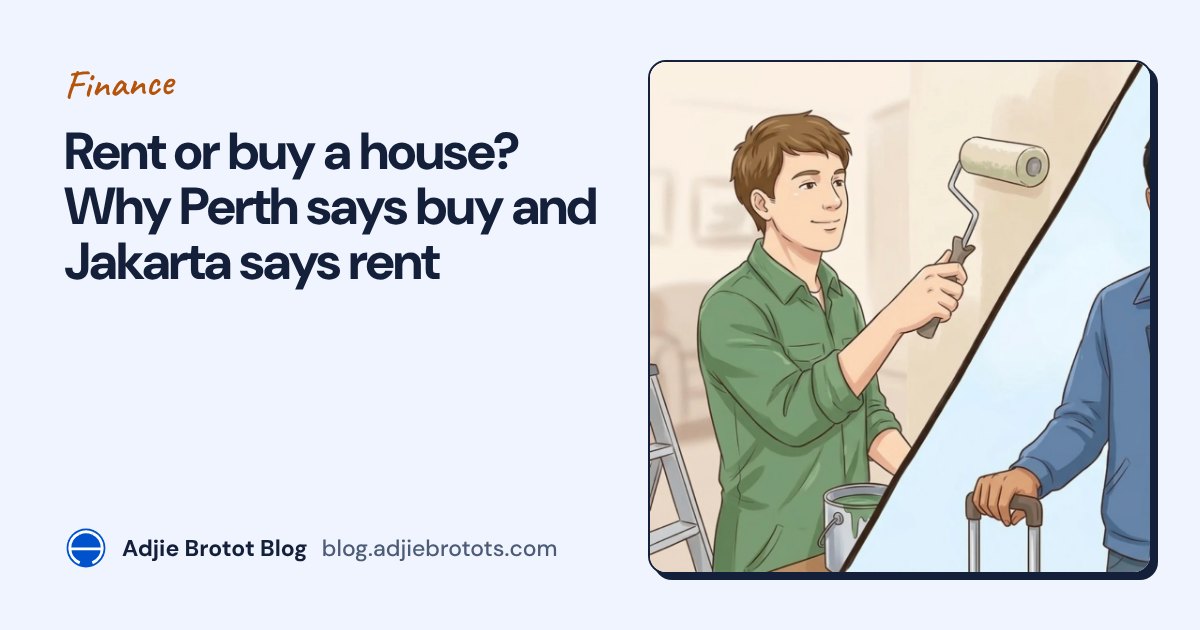 Finance
Rent or buy a house?
Why Perth says buy and
Jakarta says rent
Adjie Brotot Blog blog.adjiebrotots.com